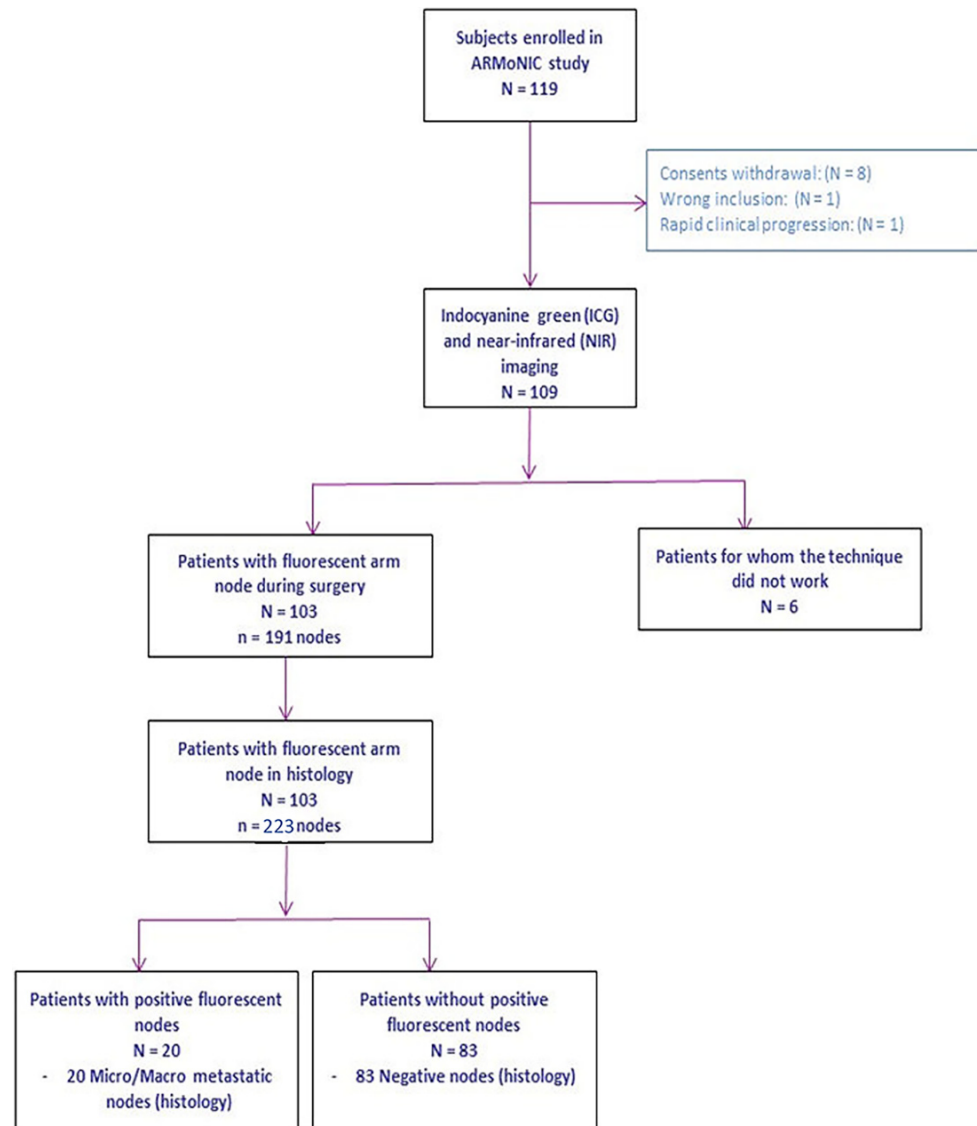 Subjects enrolled in
ARMoNIC study
N = 119
Consents withdrawal: (N = 8)
Wrong inclusion: (N = 1)
Rapid clinical progression: (N = 1)
Indocyanine green (ICG)
and near-infrared (NIR)
imaging
N = 109
Patients with fluorescent arm
node during surgery
N = 103
n = 191 nodes
Patients for whom the technique
did not work
N = 6
Patients with fluorescent arm
node in histology
N = 103
n = 223 nodes
Patients with positive fluorescent
nodes
N = 20
- 20 Micro/Macro metastatic
nodes (histology)
Patients without positive
fluorescent nodes
N = 83
- 83 Negative nodes (histology)